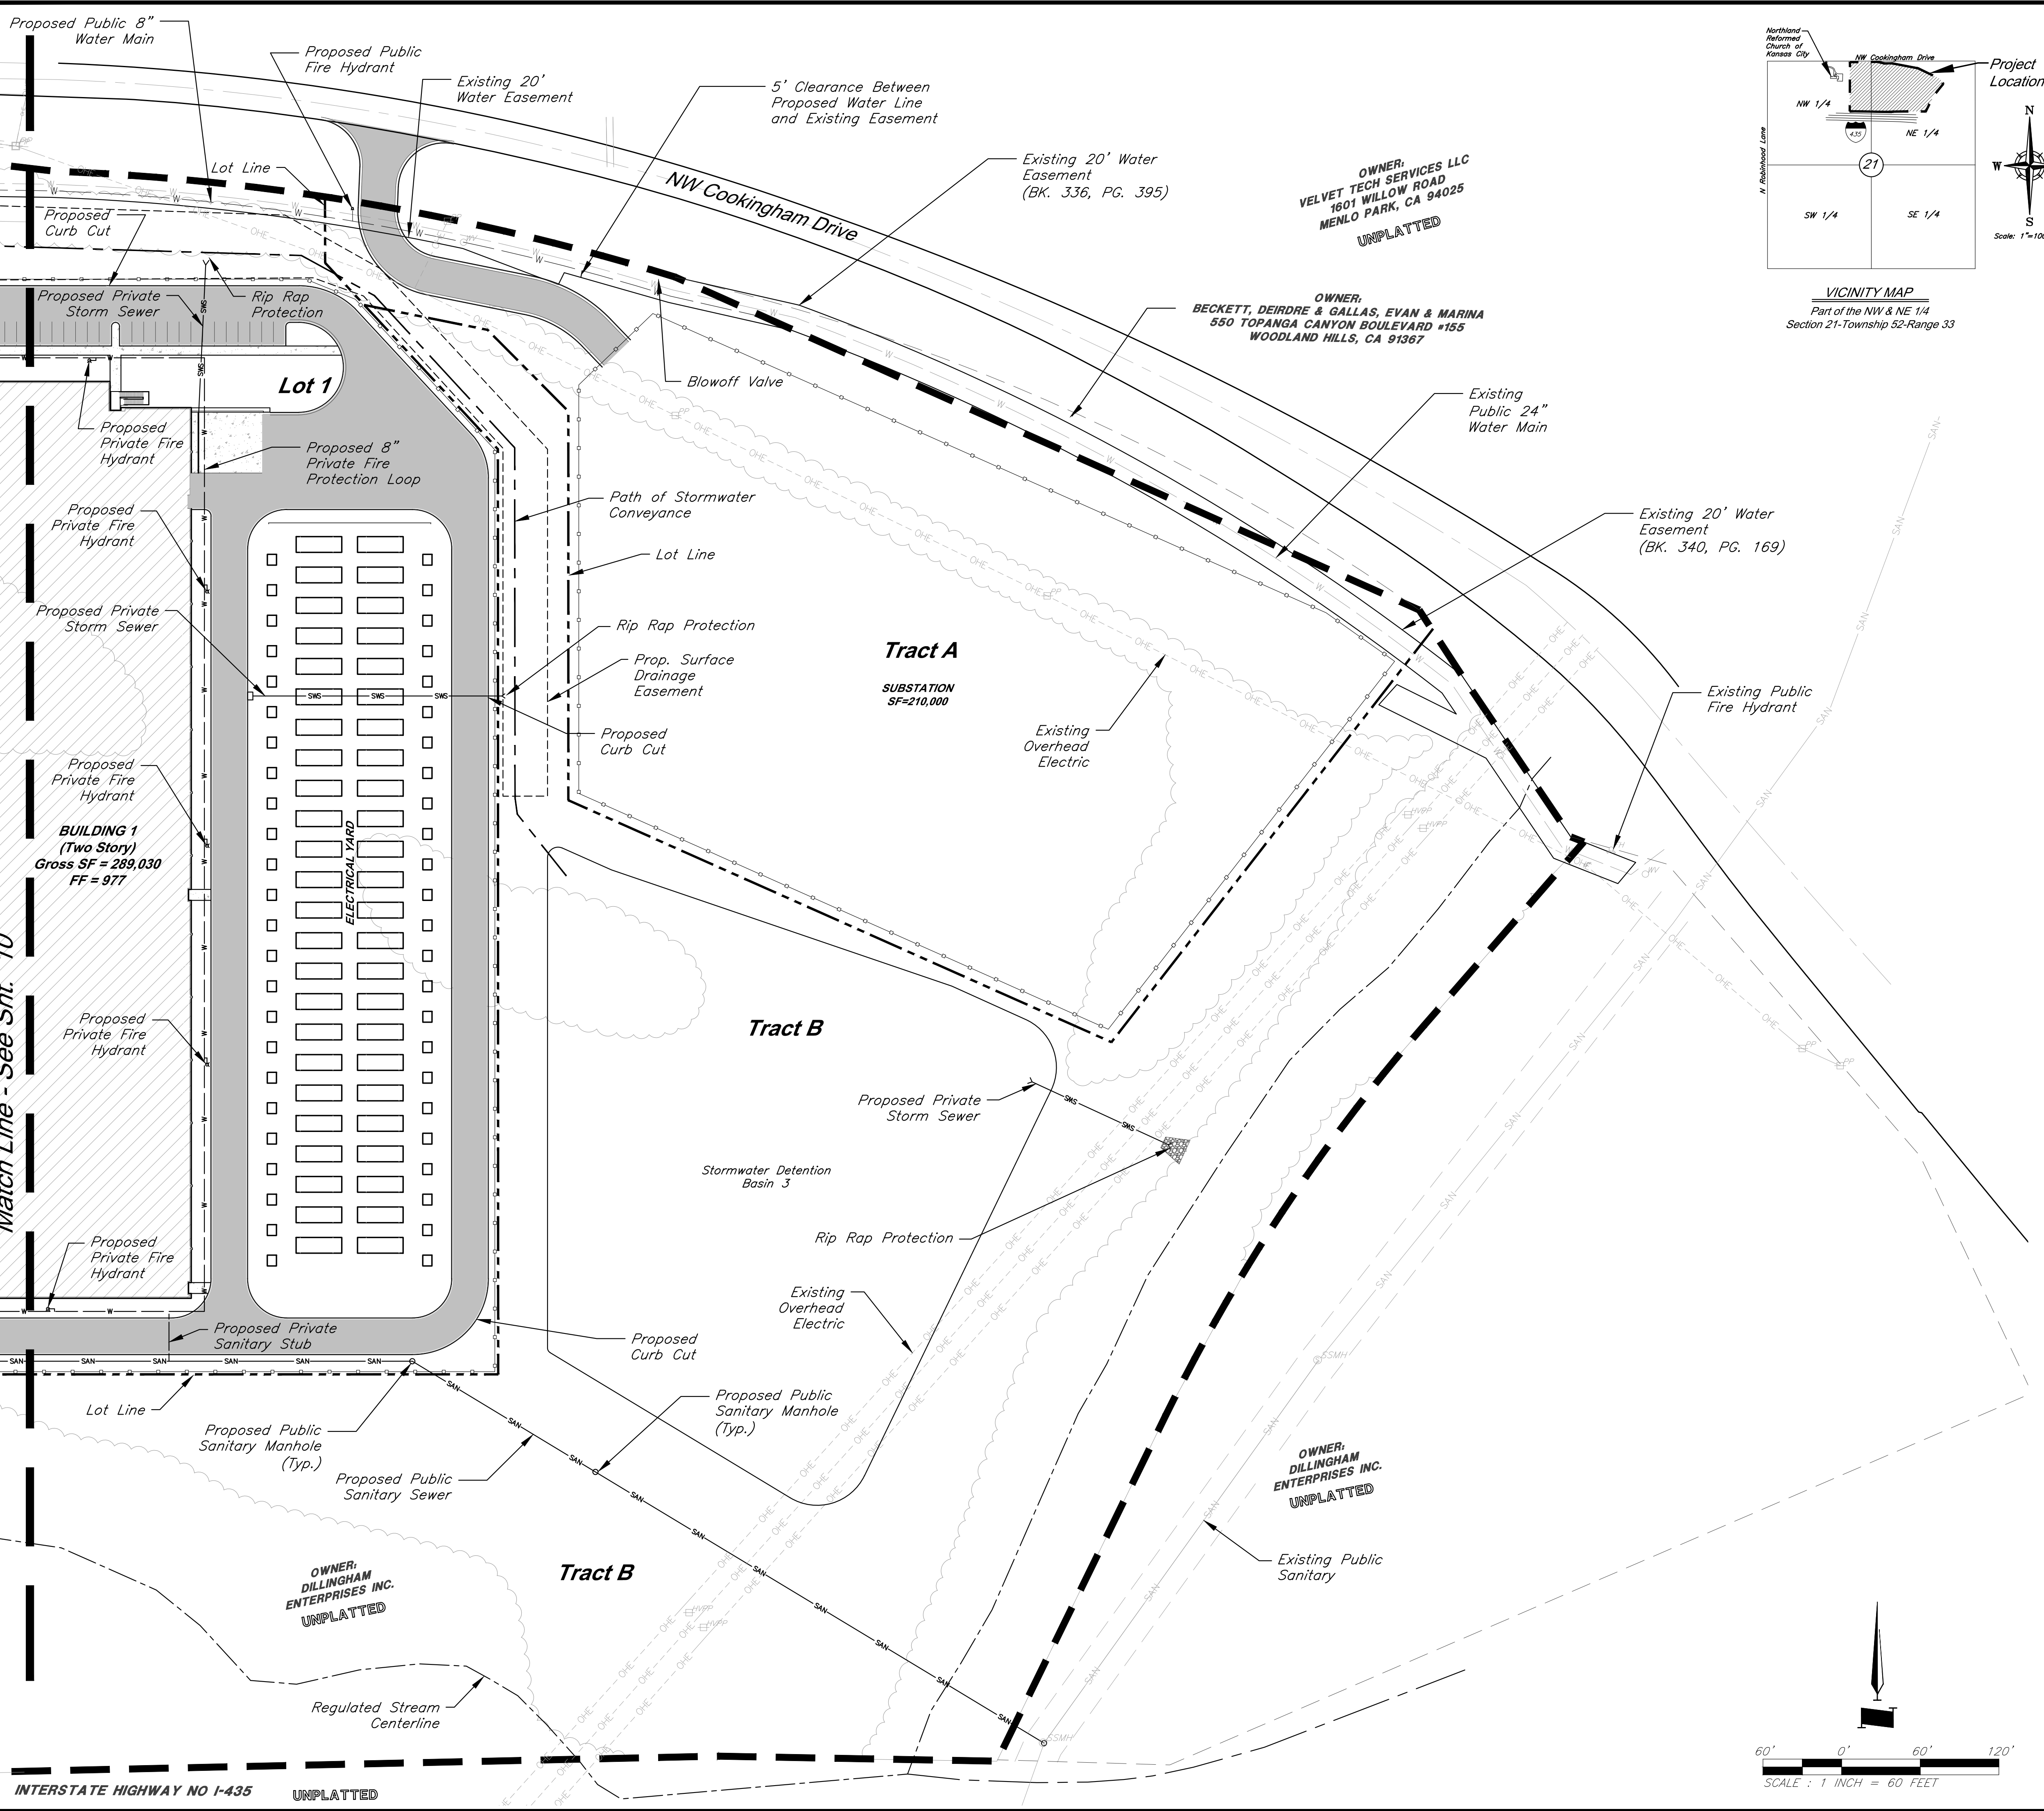 Proposed Public 8"
Water Main
Proposed Public
Fire Hydrant
Existing 20'
Water Easement
5' Clearance Between
Proposed Water Line
and Existing Easement
Existing 20' Water
Easement
(BK. 336, PG. 395)
NW Cookingham Drive
OWNER:
VELVET TECH SERVICES LLC
1601 WILLOW ROAD
MENLO PARK, CA 94025
UNPLATTED
Northland
Reformed
Church of
Kansas City
NW Cookingham Drive
Project
Location
NW 1/4
NE 1/4
435
21
N Robinhood Lane
SW 1/4
SE 1/4
N
W
S
VICINITY MAP
Part of the NW & NE 1/4
Section 21-Township 52-Range 33
Lot Line
Proposed
Curb Cut
Proposed Private
Storm Sewer
Rip Rap
Protection
OWNER:
BECKETT, DEIRDRE & GALLAS, EVAN & MARINA
550 TOPANGA CANYON BOULEVARD #155
WOODLAND HILLS, CA 91367
Blowoff Valve
Lot 1
Existing
Public 24"
Water Main
Proposed
Private Fire
Hydrant
Proposed 8"
Private Fire
Protection Loop
Path of Stormwater
Conveyance
Proposed
Private Fire
Hydrant
Existing 20' Water
Easement
(BK. 340, PG. 169)
Lot Line
Proposed Private
Storm Sewer
Rip Rap Protection
Prop. Surface
Drainage
Easement
Tract A
SUBSTATION
SF=210,000
Existing Public
Fire Hydrant
Proposed
Curb Cut
Existing
Overhead
Electric
Proposed
Private Fire
Hydrant
BUILDING 1
(Two Story)
Gross SF = 289,030
FF = 977
ELECTRICAL YARD
Match Line - See Sht. 10
Proposed
Private Fire
Hydrant
Tract B
Proposed Private
Storm Sewer
Stormwater Detention
Basin 3
Rip Rap Protection
Proposed
Private Fire
Hydrant
Existing
Overhead
Electric
Proposed Private
Sanitary Stub
Proposed
Curb Cut
Lot Line
Proposed Public
Sanitary Manhole
(Typ.)
Proposed Public
Sanitary Manhole
(Typ.)
Proposed Public
Sanitary Sewer
OWNER:
DILLINGHAM
ENTERPRISES INC.
UNPLATTED
Existing Public
Sanitary
OWNER:
DILLINGHAM
ENTERPRISES INC.
UNPLATTED
Tract B
Regulated Stream
Centerline
INTERSTATE HIGHWAY NO I-435
UNPLATTED
60' 0' 60' 120'
SCALE : 1 INCH = 60 FEET